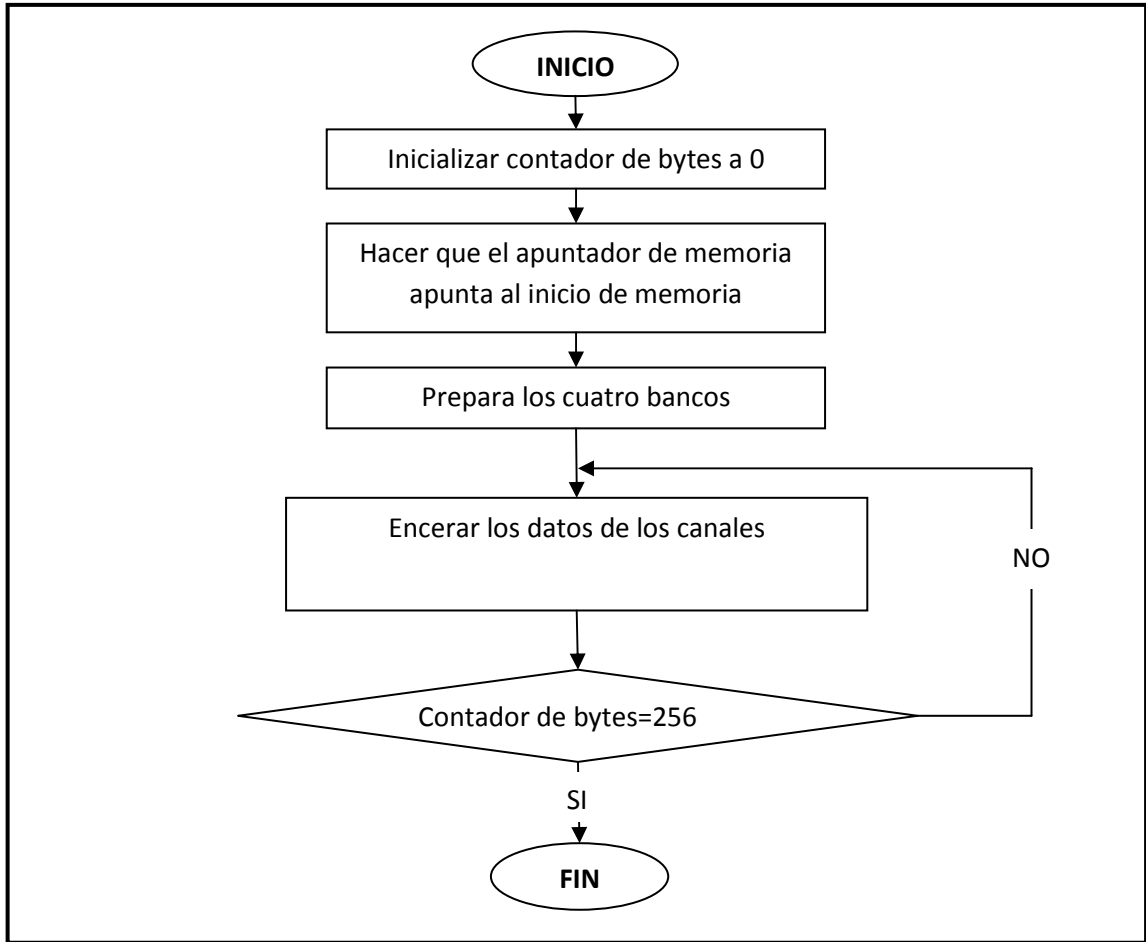 INICIO
Inicializar contador de bytes a 0
Hacer que el apuntador de memoria
apunta al inicio de memoria
Prepara los cuatro bancos
Encerar los datos de los canales
NO
Contador de bytes=256
SI
FIN